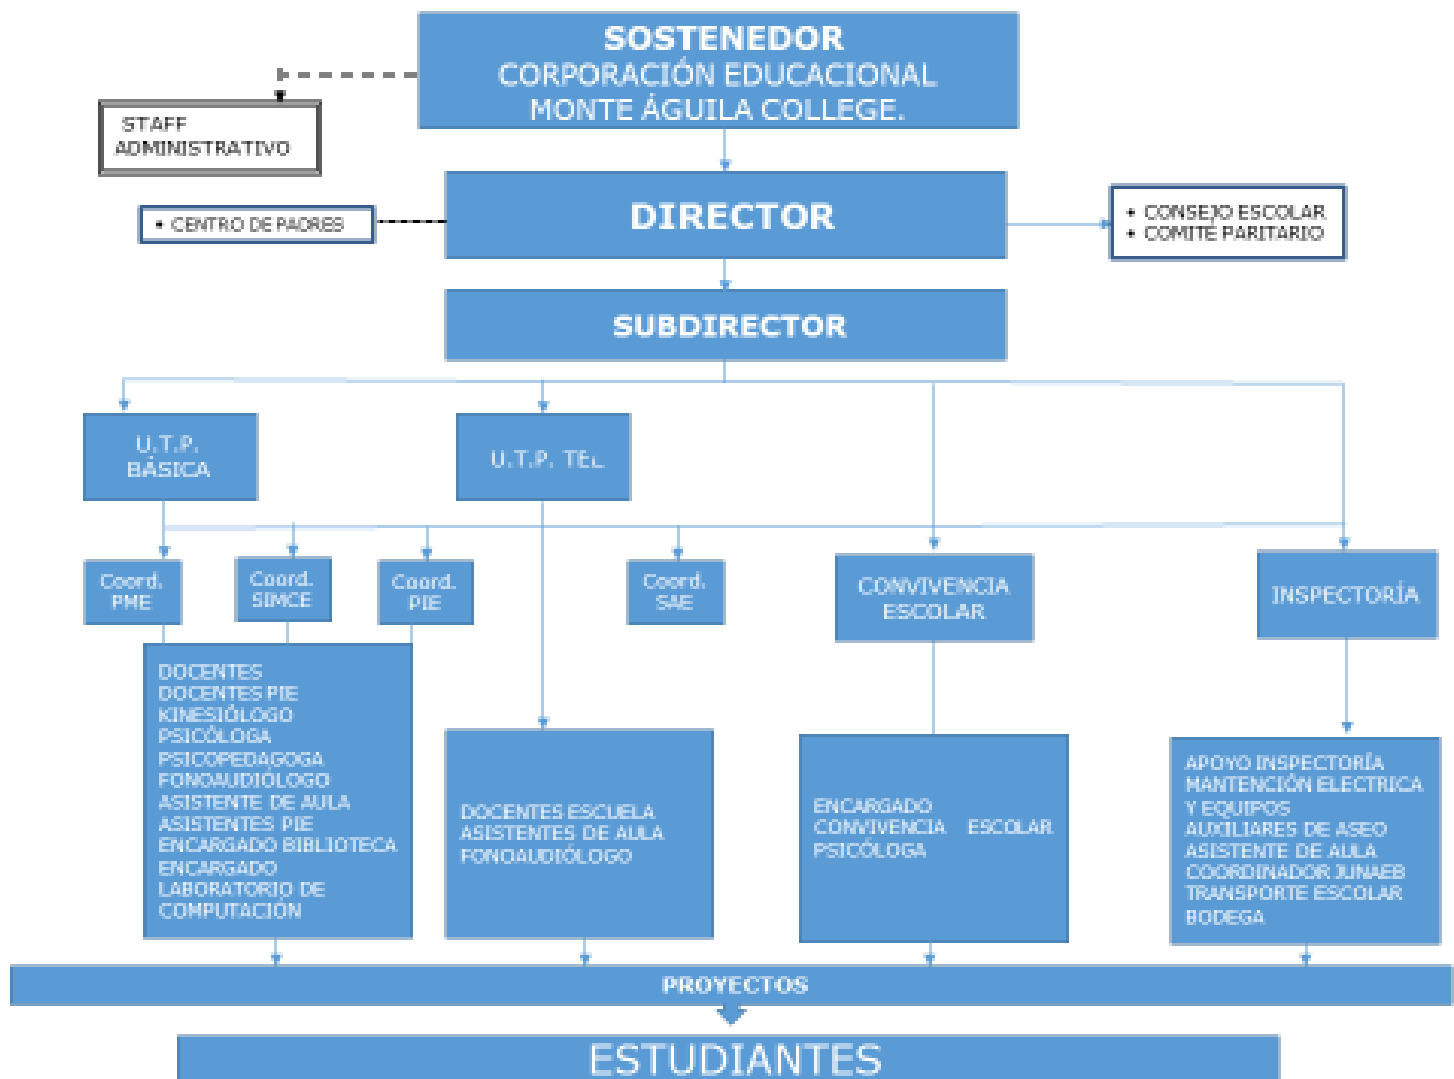 SOSTENEDOR
CORPORACIÓN EDUCACIONAL
MONTE ÁGUILA COLLEGE.
STAFF
ADMINISTRATIVO
DIRECTOR
• CENTRO DE PADRES
• CONSEJO ESCOLAR
• COMITÉ PARITARIO
SUBDIRECTOR
U.T.P.
BÁSICA
U.T.P. TEL
Coord.
PME
Coord.
SIMCE
Coord.
PIE
Coord.
SAE
CONVIVENCIA
ESCOLAR
INSPECTORÍA
DOCENTES
DOCENTES PIE
KINESIÓLOGO
PSICÓLOGA
PSICOPEDAGOGA
FONOAUDIÓLOGO
ASISTENTE DE AULA
ASISTENTES PIE
ENCARGADO BIBLIOTECA
ENCARGADO
LABORATORIO DE
COMPUTACIÓN
DOCENTES ESCUELA
ASISTENTES DE AULA
FONOAUDIÓLOGO
ENCARGADO
CONVIVENCIA ESCOLAR
PSICÓLOGA
APOYO INSPECTORÍA
MANTENCIÓN ELECTRICA
Y EQUIPOS
AUXILIARES DE ASEO
ASISTENTE DE AULA
COORDINADOR JUNAEB
TRANSPORTE ESCOLAR
BODEGA
PROYECTOS
ESTUDIANTES